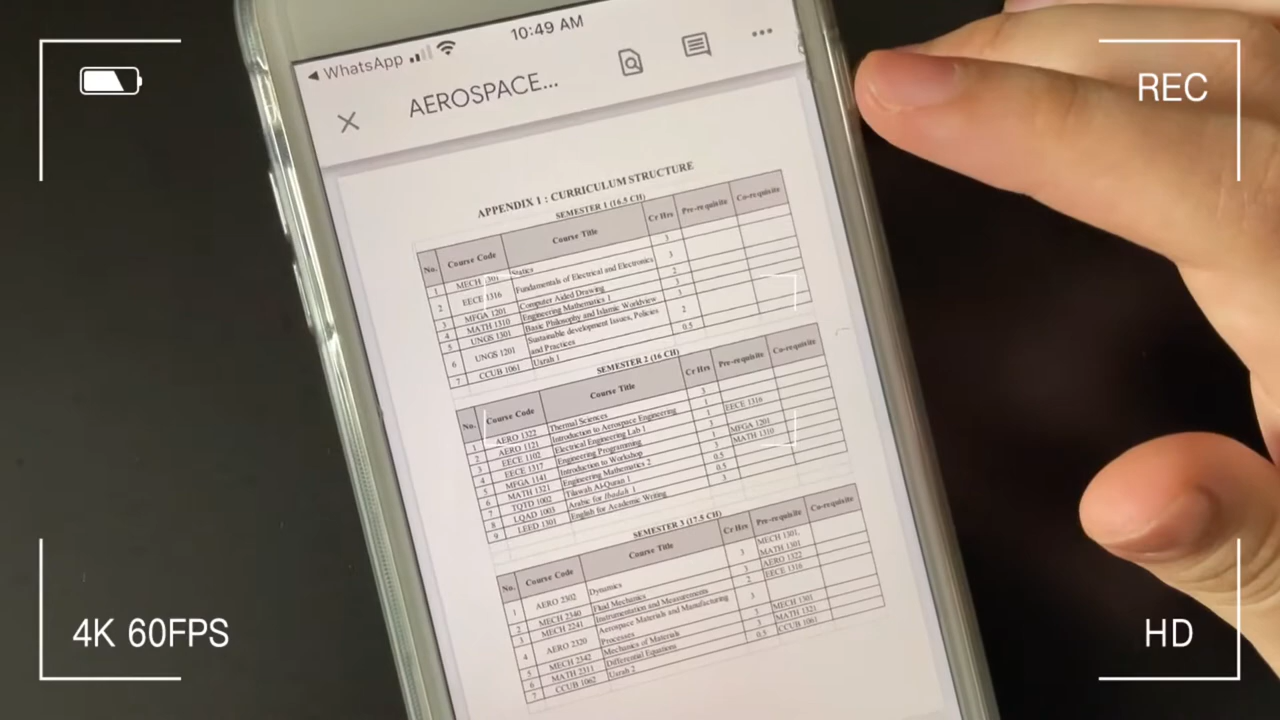 10:49 AM
WhatsApp
REC
AEROSPACE...
APPENDIX 1 : CURRICULUM STRUCTURE
SEMESTER 1 (16.5 CH)
No. Course Code Course Title Cr Hrs Pre-requisite Co-requisite
1 MECH 1301 Statics 3
2 EECE 1316 Fundamentals of Electrical and Electronics 3
3 MFGA 1201 Computer Aided Drawing 2
4 MATH 1310 Engineering Mathematics 1 3
5 UNGS 1301 Basic Philosophy and Islamic Worldview 3
6 UNGS 1201 Sustainable development Issues, Policies
and Practices 2
7 CCUB 1061 Usrah 1 0.5
SEMESTER 2 (16 CH)
No. Course Code Course Title Cr Hrs Pre-requisite Co-requisite
1 AERO 1322 Thermal Sciences 3
2 AERO 1121 Introduction to Aerospace Engineering 1
3 EECE 1102 Electrical Engineering Lab 1 1 EECE 1316
4 EECE 1317 Engineering Programming 3
5 MFGA 1141 Introduction to Workshop 1 MFGA 1201
6 MATH 1321 Engineering Mathematics 2 3 MATH 1310
7 TQTD 1002 Tilawah Al-Quran 1 0.5
8 LQAD 1003 Arabic for Ibadah 1 0.5
9 LEED 1301 English for Academic Writing 3
SEMESTER 3 (17.5 CH)
No. Course Code Course Title Cr Hrs Pre-requisite Co-requisite
1 AERO 2302 Dynamics 3 MECH 1301,
MATH 1301
2 MECH 2340 Fluid Mechanics 3 AERO 1322
3 MECH 2241 Instrumentation and Measurements 2 EECE 1316
4 AERO 2320 Aerospace Materials and Manufacturing
Processes 3
5 MECH 2342 Mechanics of Materials 3 MECH 1301
6 MATH 2311 Differential Equations 3 MATH 1321
7 CCUB 1062 Usrah 2 0.5 CCUB 1061
4K 60FPS
HD